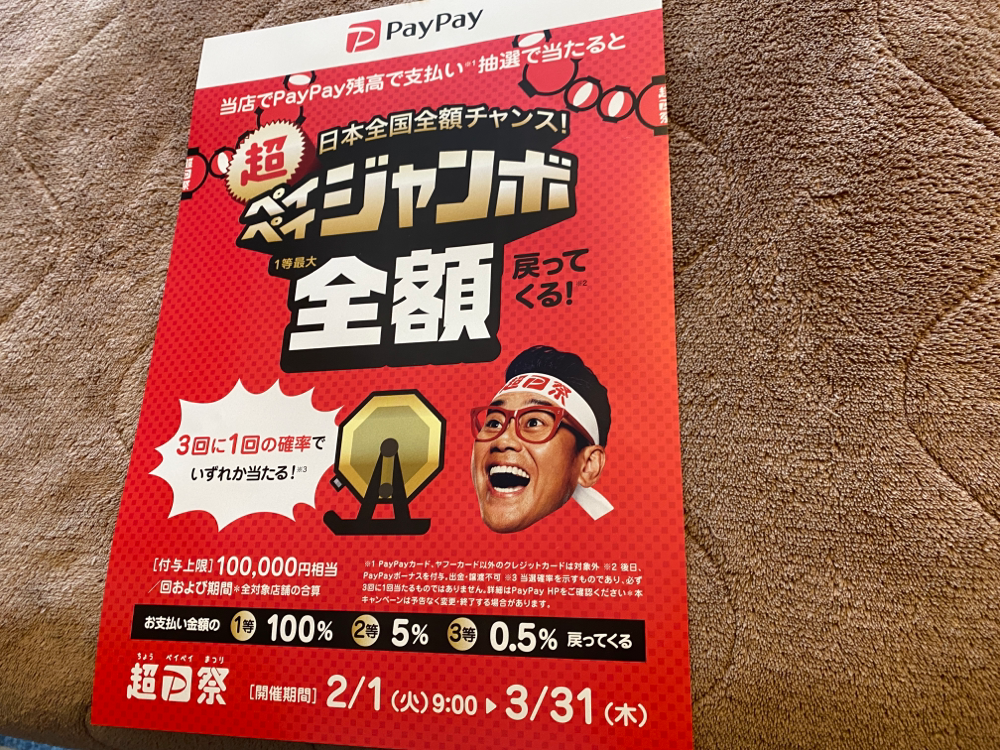 PayPay
当店でPayPay残高で支払い※1抽選で当たると
日本全国全額チャンス!
超
ペイペイジャンボ
1等最大
全額
戻って
くる!※2
超P祭
3回に1回の確率で
いずれか当たる!※3
[付与上限]100,000円相当
/回および期間*全対象店舗の合算
※1 PayPayカード、ヤフーカード以外のクレジットカードは対象外 ※2 後日、
PayPayボーナスを付与。出金・譲渡不可 ※3 当選確率を示すものであり、必ず
3回に1回当たるものではありません。詳細はPayPay HPをご確認ください*本
キャンペーンは予告なく変更・終了する場合があります。
お支払い金額の 1等 100% 2等 5% 3等 0.5% 戻ってくる
ちょう ペイペイ まつり
超P祭
[開催期間] 2/1(火)9:00▶3/31(木)